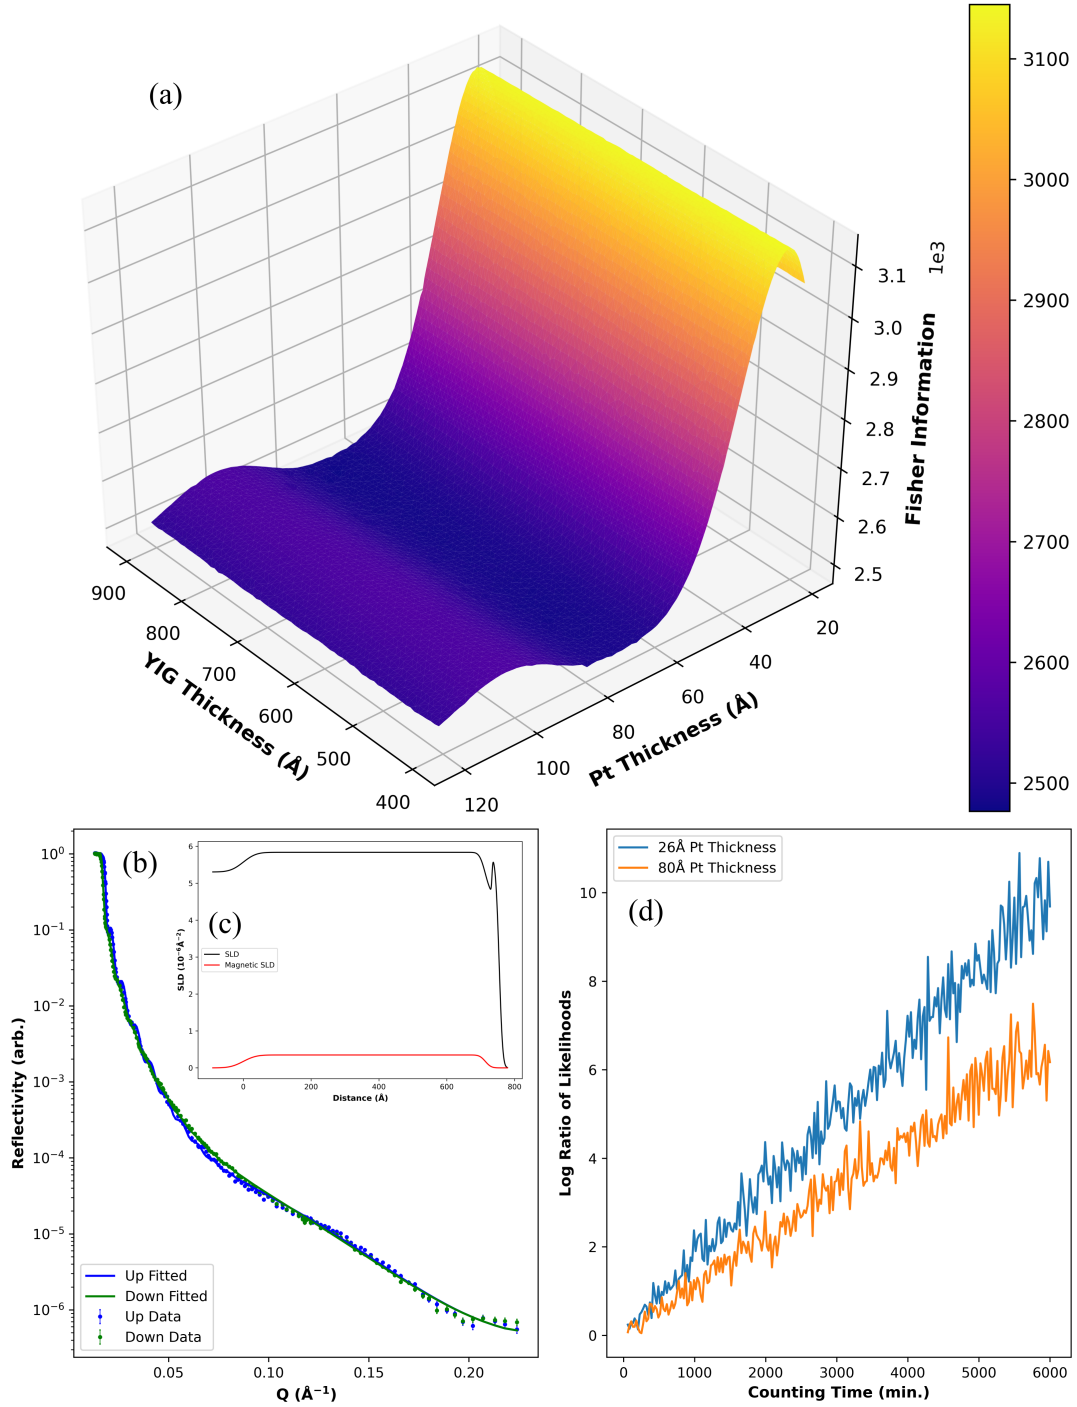 (a)
3100
3000
2900
2800
2700
2600
2500
1e3
3.1
3.0
2.9
2.8
2.7
2.6
2.5
Fisher Information
900
800
700
600
500
400
YIG Thickness (Å)
20
40
60
80
100
120
Pt Thickness (Å)
(b)
10⁰
10⁻¹
10⁻²
10⁻³
10⁻⁴
10⁻⁵
10⁻⁶
Reflectivity (arb.)
0.05
0.10
0.15
0.20
Q (Å⁻¹)
Up Fitted
Down Fitted
Up Data
Down Data
(c)
6
5
4
3
2
1
0
SLD (10⁻⁶Å⁻²)
SLD
Magnetic SLD
0
200
400
600
800
Distance (Å)
26Å Pt Thickness
80Å Pt Thickness
(d)
10
8
6
4
2
0
Log Ratio of Likelihoods
0
1000
2000
3000
4000
5000
6000
Counting Time (min.)